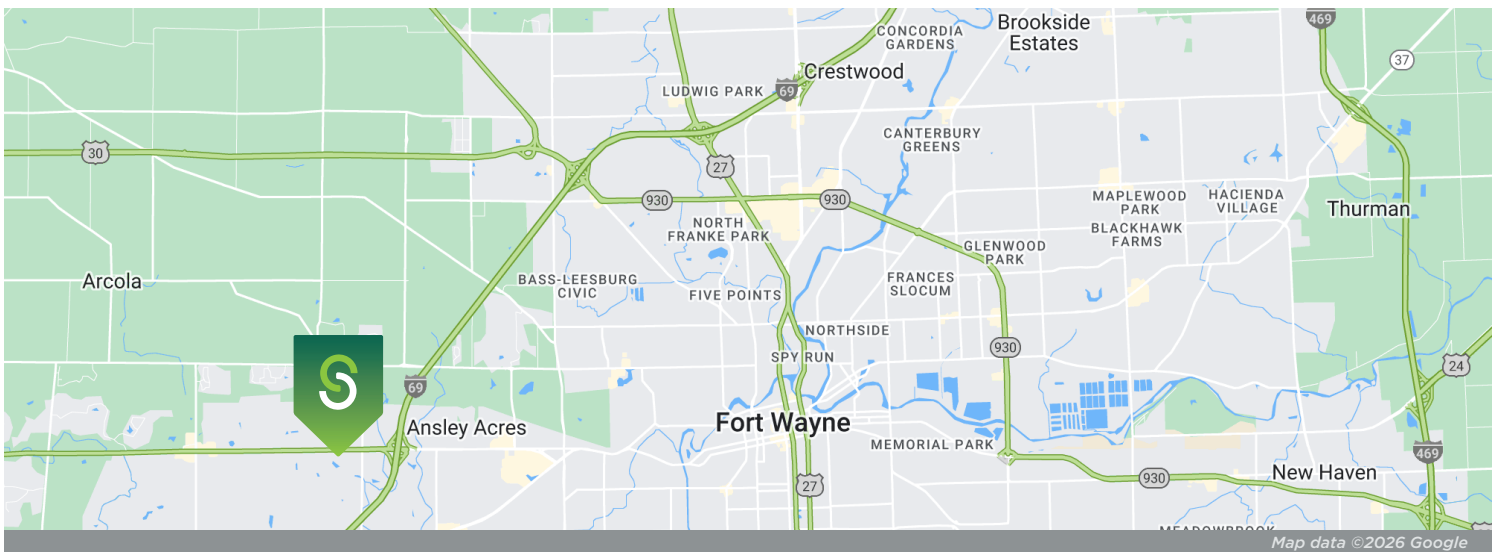 Brookside
Estates
469
CONCORDIA
GARDENS
37
Crestwood
69
LUDWIG PARK
CANTERBURY
GREENS
30
27
930
930
MAPLEWOOD
PARK
HACIENDA
VILLAGE
Thurman
NORTH
FRANKE PARK
BLACKHAWK
FARMS
GLENWOOD
PARK
Arcola
BASS-LEESBURG
CIVIC
FIVE POINTS
FRANCES
SLOCUM
NORTHSIDE
930
SPY RUN
24
S
69
Ansley Acres
Fort Wayne
MEMORIAL PARK
469
New Haven
930
27
MEADOWBROOK
Map data ©2026 Google